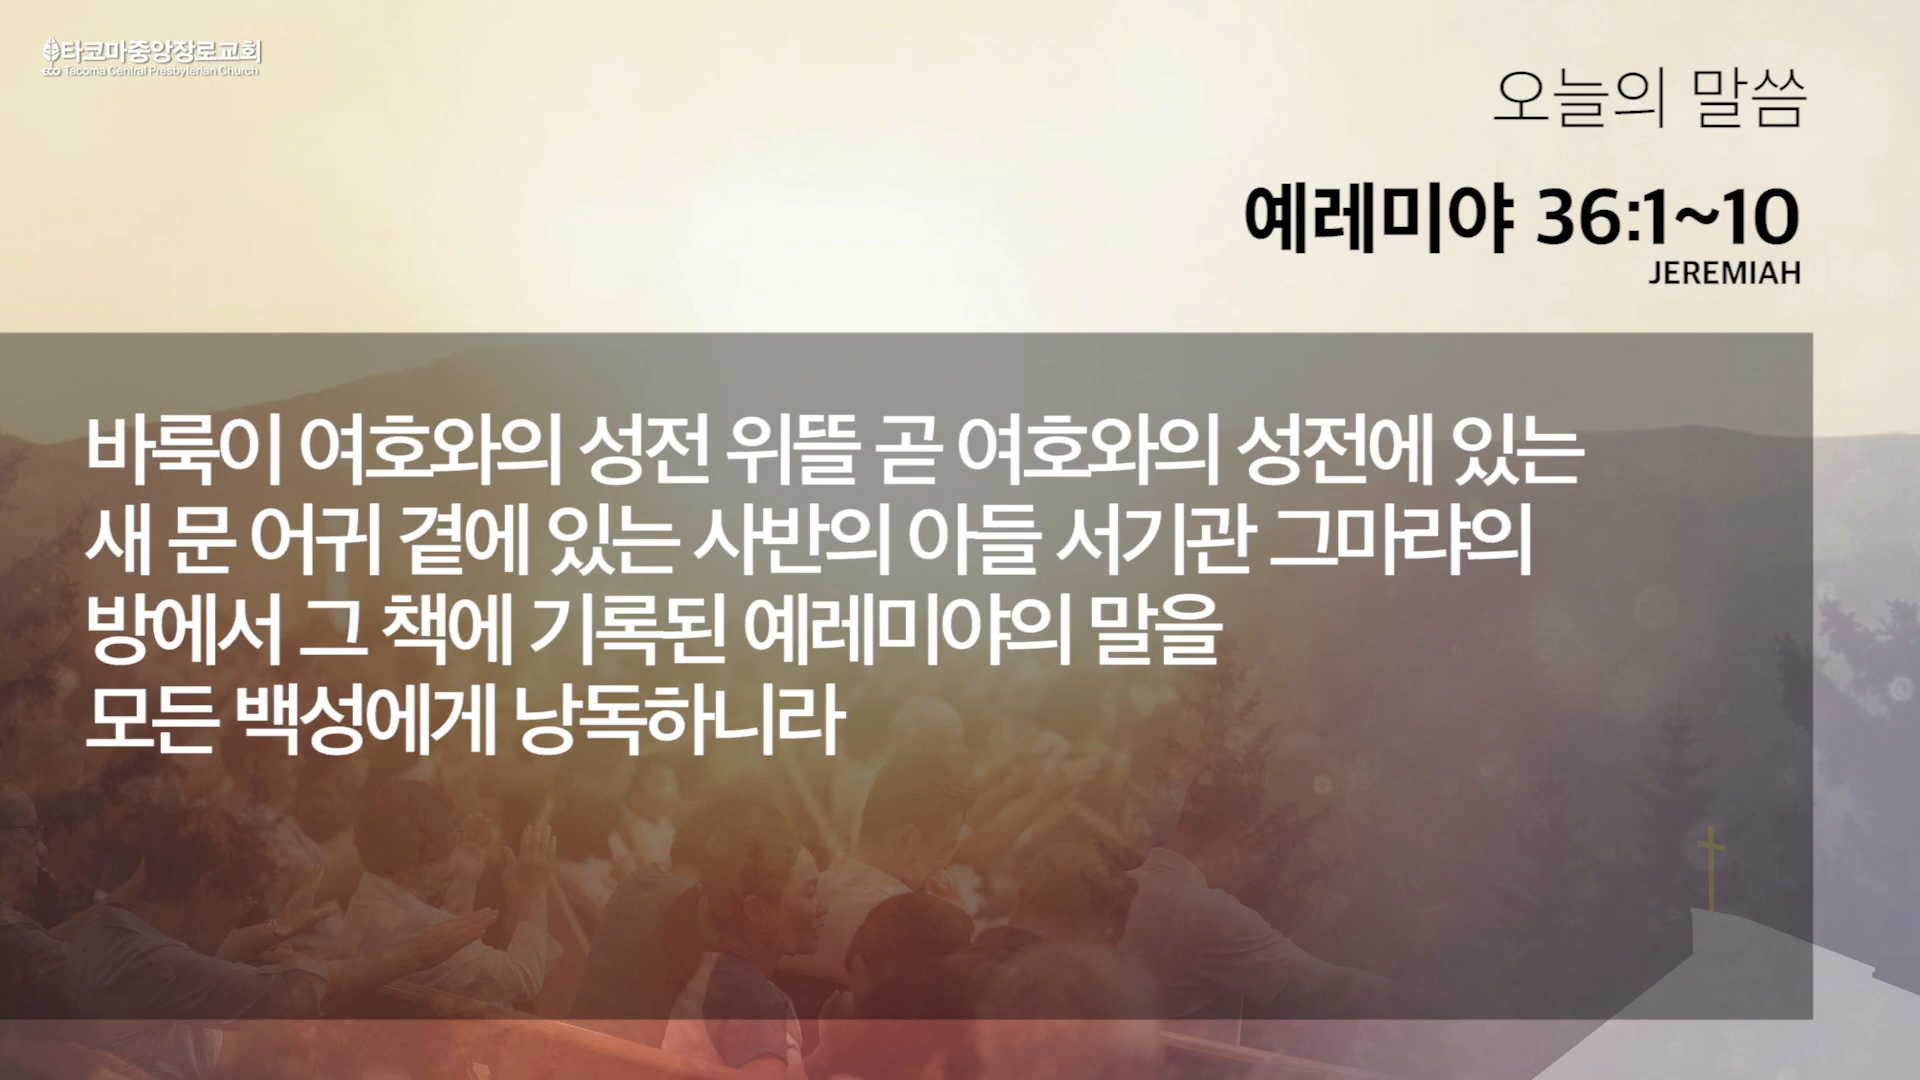 타코마중앙장로교회
ECO Tacoma Central Presbyterian Church
오늘의 말씀
예레미야 36:1~10
JEREMIAH
바룩이 여호와의 성전 위뜰 곧 여호와의 성전에 있는
새 문 어귀 곁에 있는 사반의 아들 서기관 그마랴의
방에서 그 책에 기록된 예레미야의 말을
모든 백성에게 낭독하니라